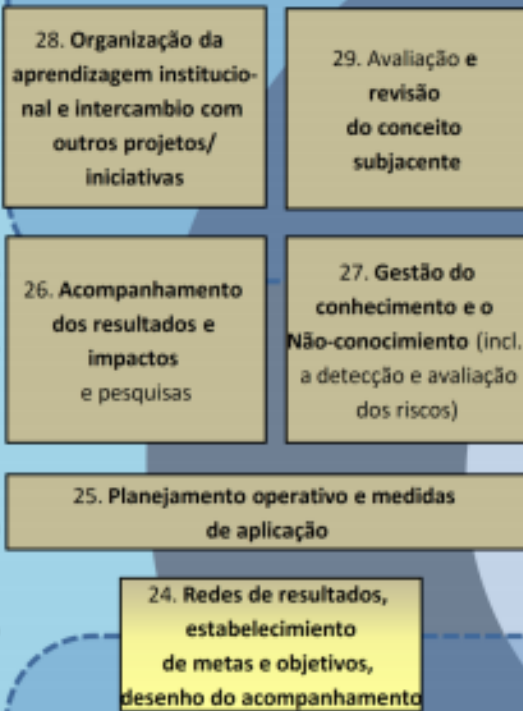 28. Organização da
aprendizagem institucio-
nal e intercambio com
outros projetos/
iniciativas
29. Avaliação e
revisão
do conceito
subjacente
26. Acompanhamento
dos resultados e
impactos
e pesquisas
27. Gestão do
conhecimento e o
Não-conocimiento (incl.
a detecção e avaliação
dos riscos)
25. Planejamento operativo e medidas
de aplicação
24. Redes de resultados,
estabelecimiento
de metas e objetivos,
desenho do acompanhamento